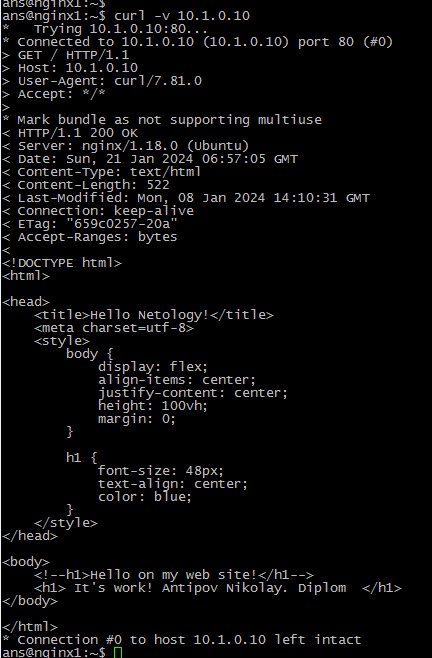 ans@nginx1:~$
ans@nginx1:~$ curl -v 10.1.0.10
*   Trying 10.1.0.10:80...
* Connected to 10.1.0.10 (10.1.0.10) port 80 (#0)
> GET / HTTP/1.1
> Host: 10.1.0.10
> User-Agent: curl/7.81.0
> Accept: */*
>
* Mark bundle as not supporting multiuse
< HTTP/1.1 200 OK
< Server: nginx/1.18.0 (Ubuntu)
< Date: Sun, 21 Jan 2024 06:57:05 GMT
< Content-Type: text/html
< Content-Length: 522
< Last-Modified: Mon, 08 Jan 2024 14:10:31 GMT
< Connection: keep-alive
< ETag: "659c0257-20a"
< Accept-Ranges: bytes
<
<!DOCTYPE html>
<html>

<head>
    <title>Hello Netology!</title>
    <meta charset=utf-8>
    <style>
        body {
            display: flex;
            align-items: center;
            justify-content: center;
            height: 100vh;
            margin: 0;
        }

        h1 {
            font-size: 48px;
            text-align: center;
            color: blue;
        }
    </style>
</head>

<body>
    <!--h1>Hello on my web site!</h1-->
    <h1> It's work! Antipov Nikolay. Diplom  </h1>
</body>

</html>
* Connection #0 to host 10.1.0.10 left intact
ans@nginx1:~$